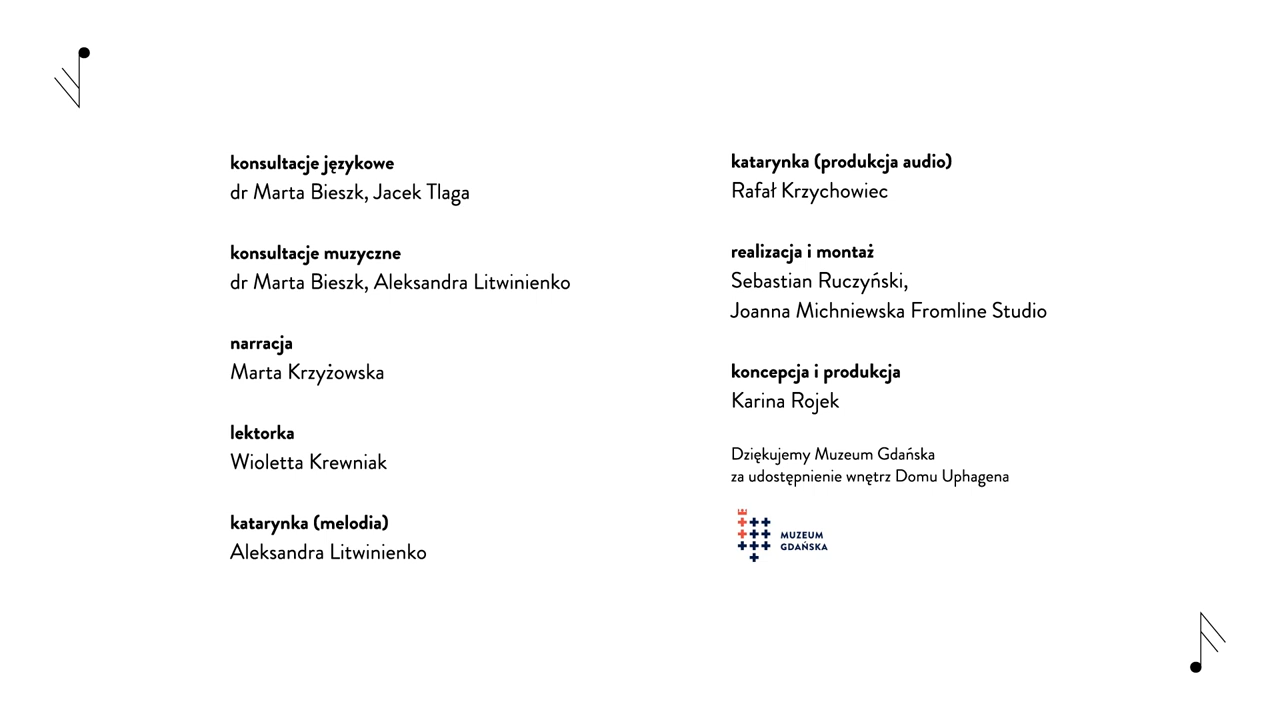 konsultacje językowe
dr Marta Bieszk, Jacek Tlaga
konsultacje muzyczne
dr Marta Bieszk, Aleksandra Litwinienko
narracja
Marta Krzyżowska
lektorka
Wioletta Krewniak
katarynka (melodia)
Aleksandra Litwinienko
katarynka (produkcja audio)
Rafał Krzychowiec
realizacja i montaż
Sebastian Ruczyński,
Joanna Michniewska Fromline Studio
koncepcja i produkcja
Karina Rojek
Dziękujemy Muzeum Gdańska
za udostępnienie wnętrz Domu Uphagena
MUZEUM
GDAŃSKA